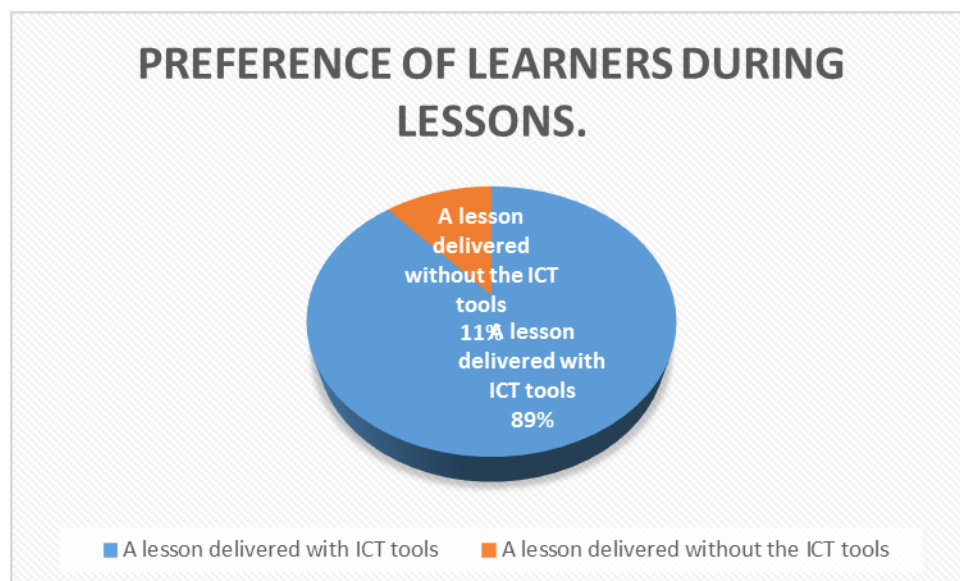 PREFERENCE OF LEARNERS DURING
LESSONS.
A lesson
delivered
without the ICT
tools
11%
A lesson
delivered with
ICT tools
89%
A lesson delivered with ICT tools
A lesson delivered without the ICT tools